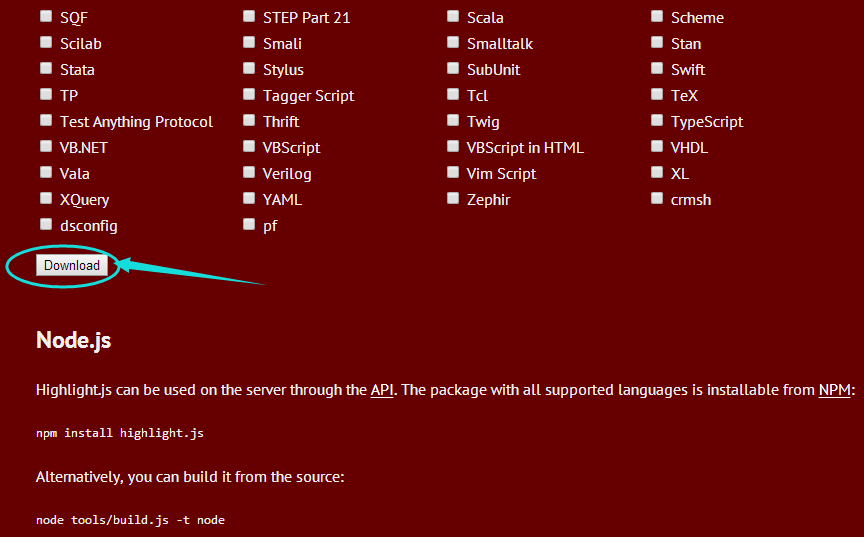 SQF STEP Part 21 Scala Scheme
Scilab Smali Smalltalk Stan
Stata Stylus SubUnit Swift
TP Tagger Script Tcl TeX
Test Anything Protocol Thrift Twig TypeScript
VB.NET VBScript VBScript in HTML VHDL
Vala Verilog Vim Script XL
XQuery YAML Zephir crmsh
dsconfig pf
Download
Node.js
Highlight.js can be used on the server through the API. The package with all supported languages is installable from NPM:
npm install highlight.js
Alternatively, you can build it from the source:
node tools/build.js -t node